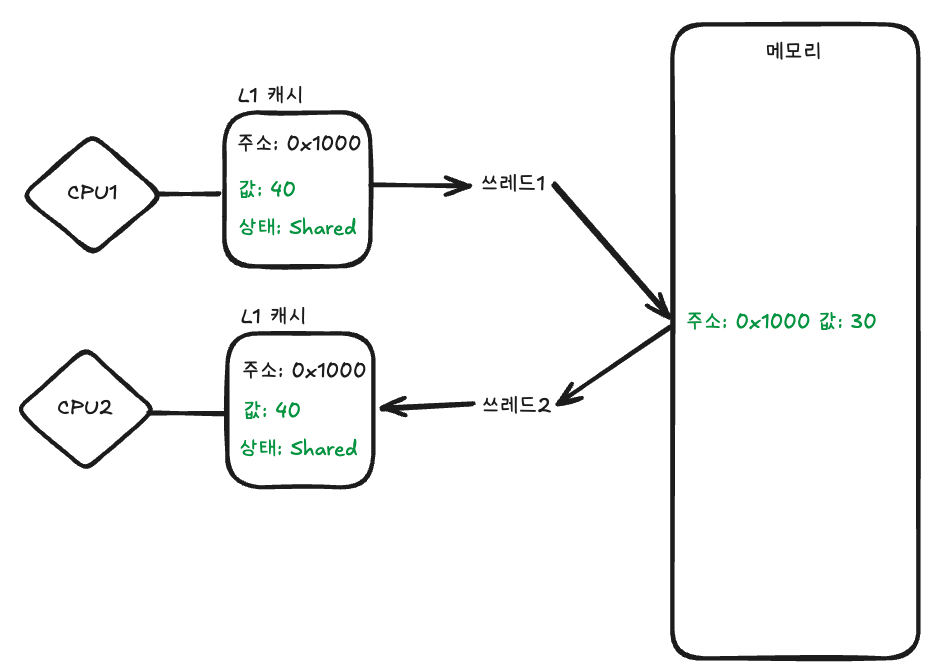 메모리
L1 캐시
주소: 0x1000
CPU1
값: 40
쓰레드1
상태: Shared
L1 캐시
주소: 0x1000 값: 30
주소: 0x1000
CPU2
값: 40
쓰레드2
상태: Shared